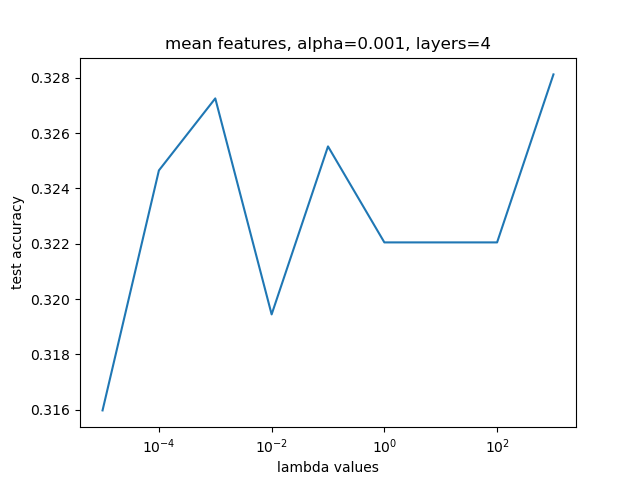 mean features, alpha=0.001, layers=4
0.328
0.326
0.324
0.322
0.320
0.318
0.316
test accuracy
10⁻⁴ 10⁻² 10⁰ 10²
lambda values